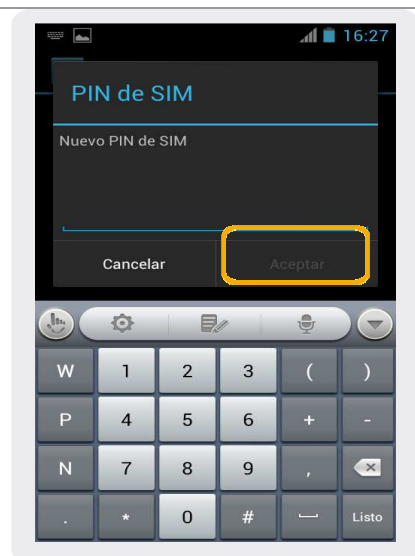 16:27
PIN de SIM
Nuevo PIN de SIM
Cancelar Aceptar
W 1 2 3 ( )
P 4 5 6 + -
N 7 8 9 ,
. * 0 # Listo